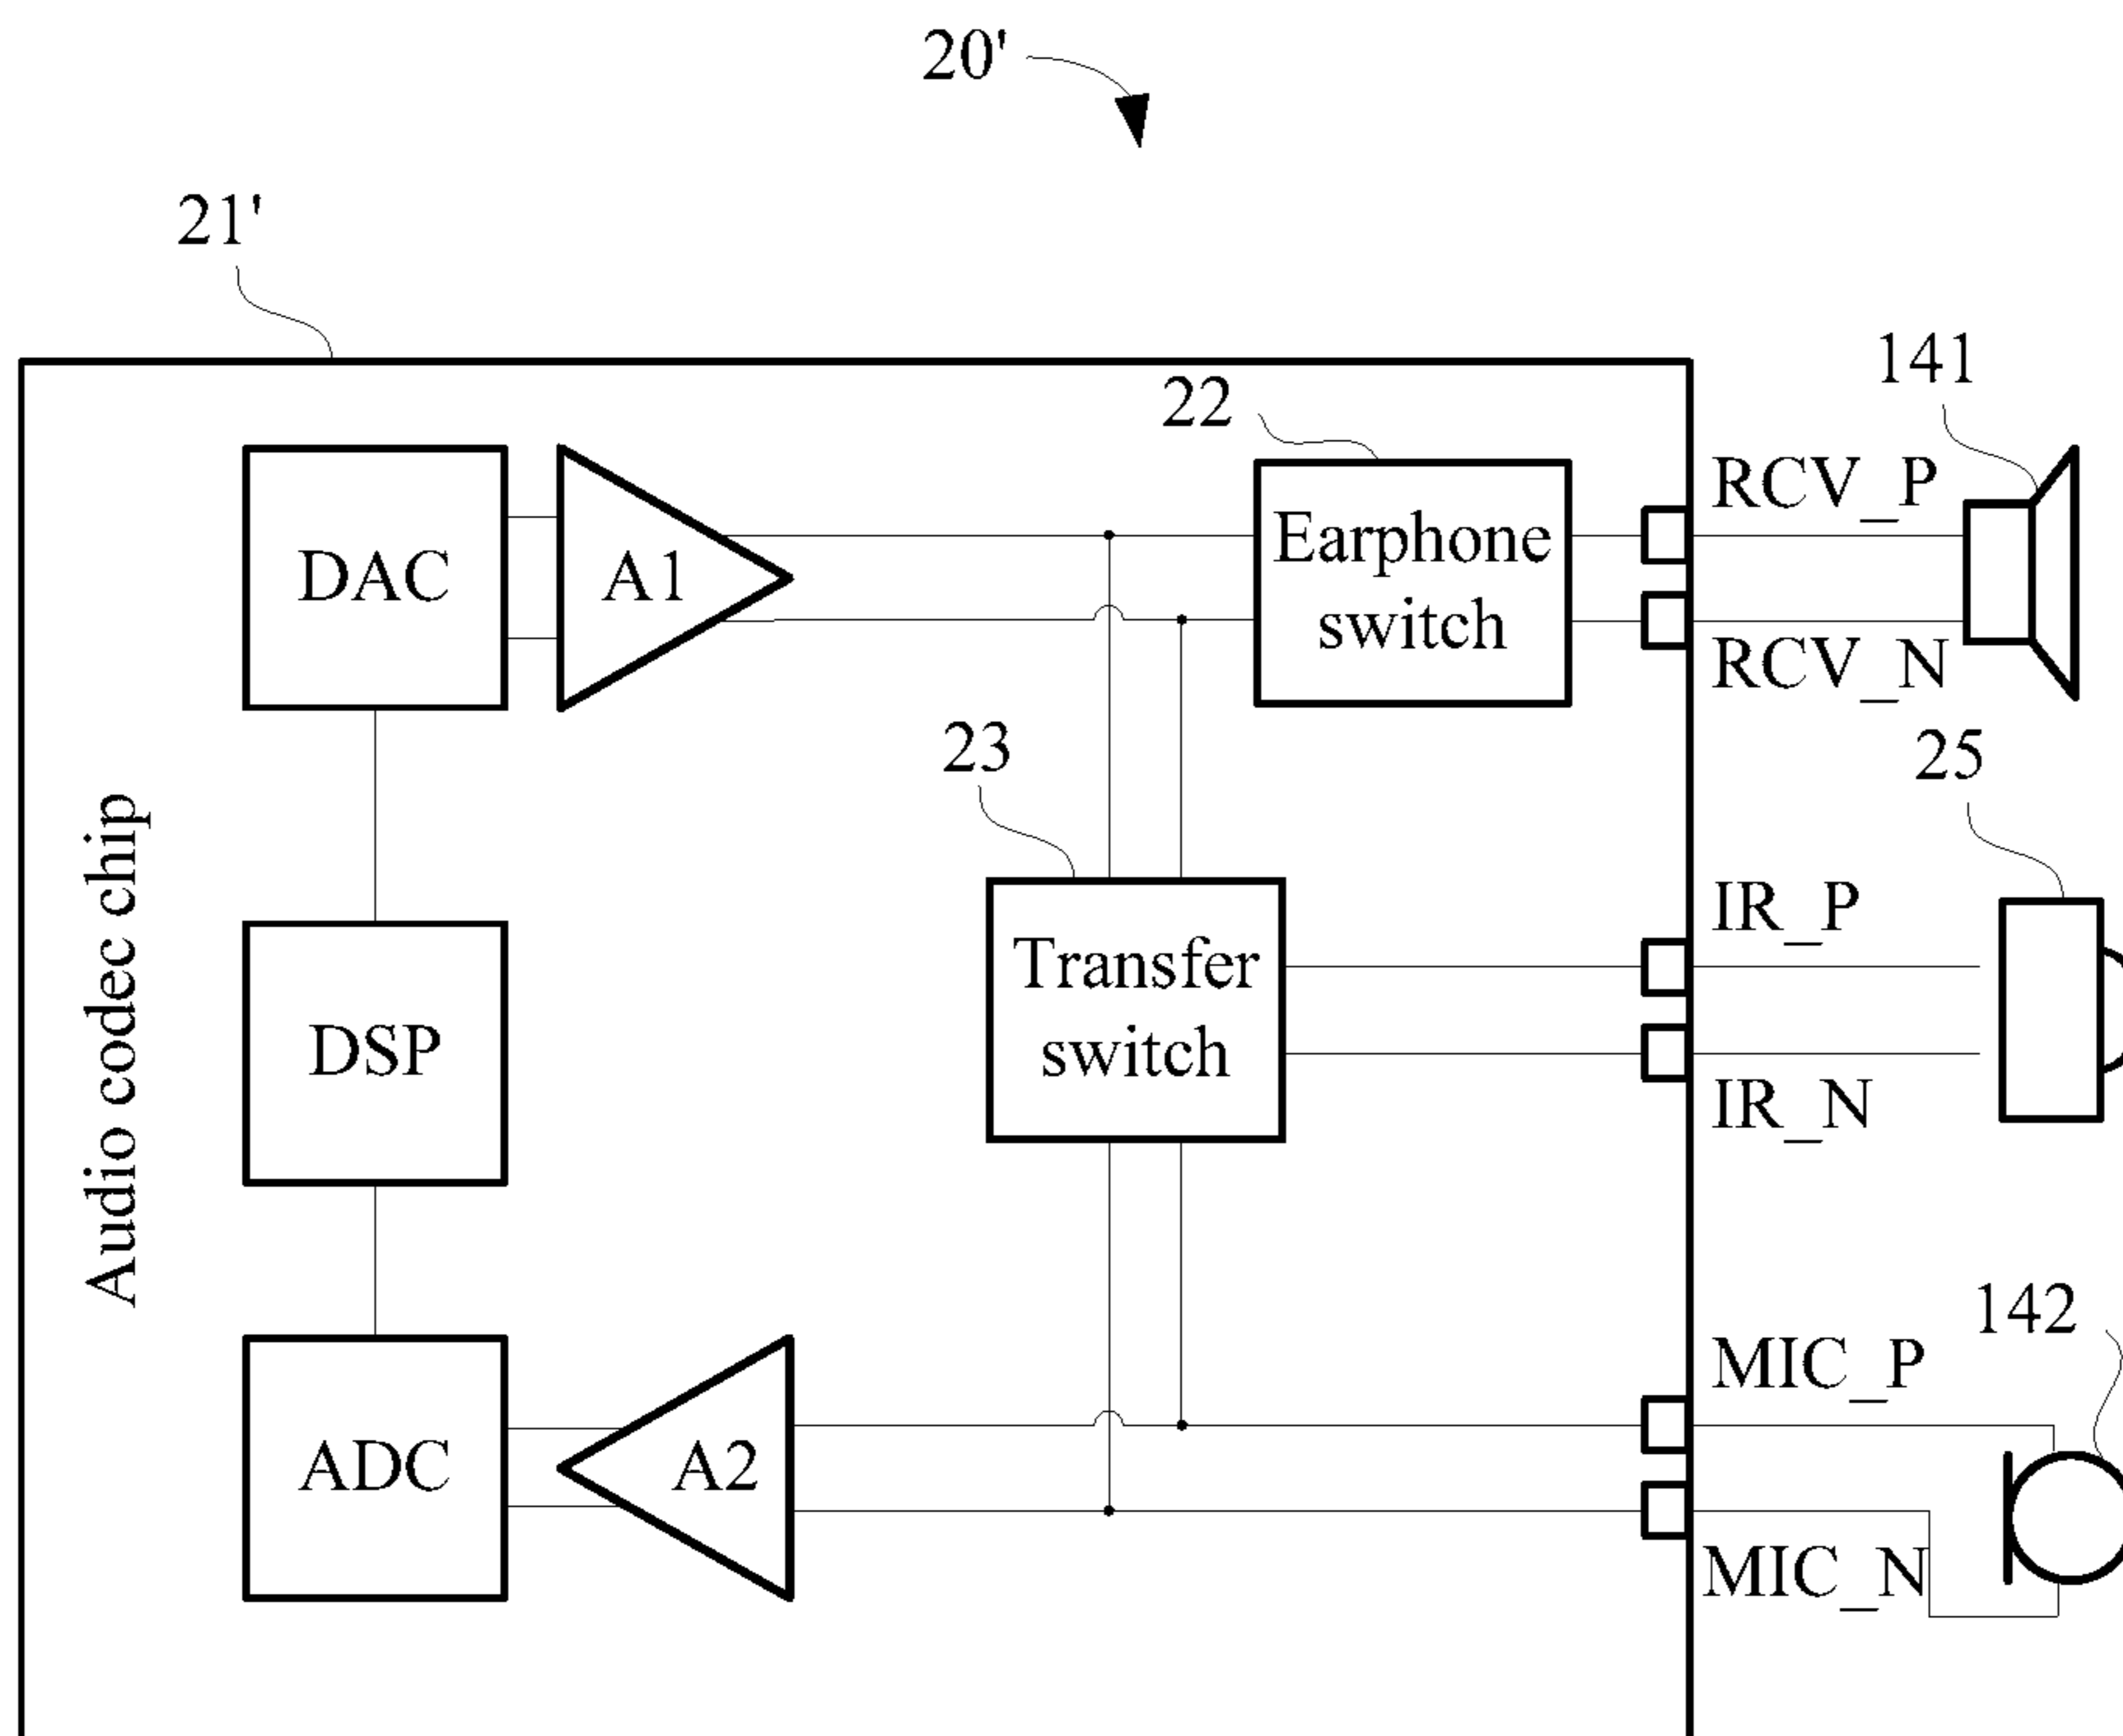 20'
21'
141
22
RCV_P
DAC
A1
Earphone
switch
RCV_N
23
25
Audio codec chip
IR_P
Transfer
switch
DSP
IR_N
142
MIC_P
ADC
A2
MIC_N